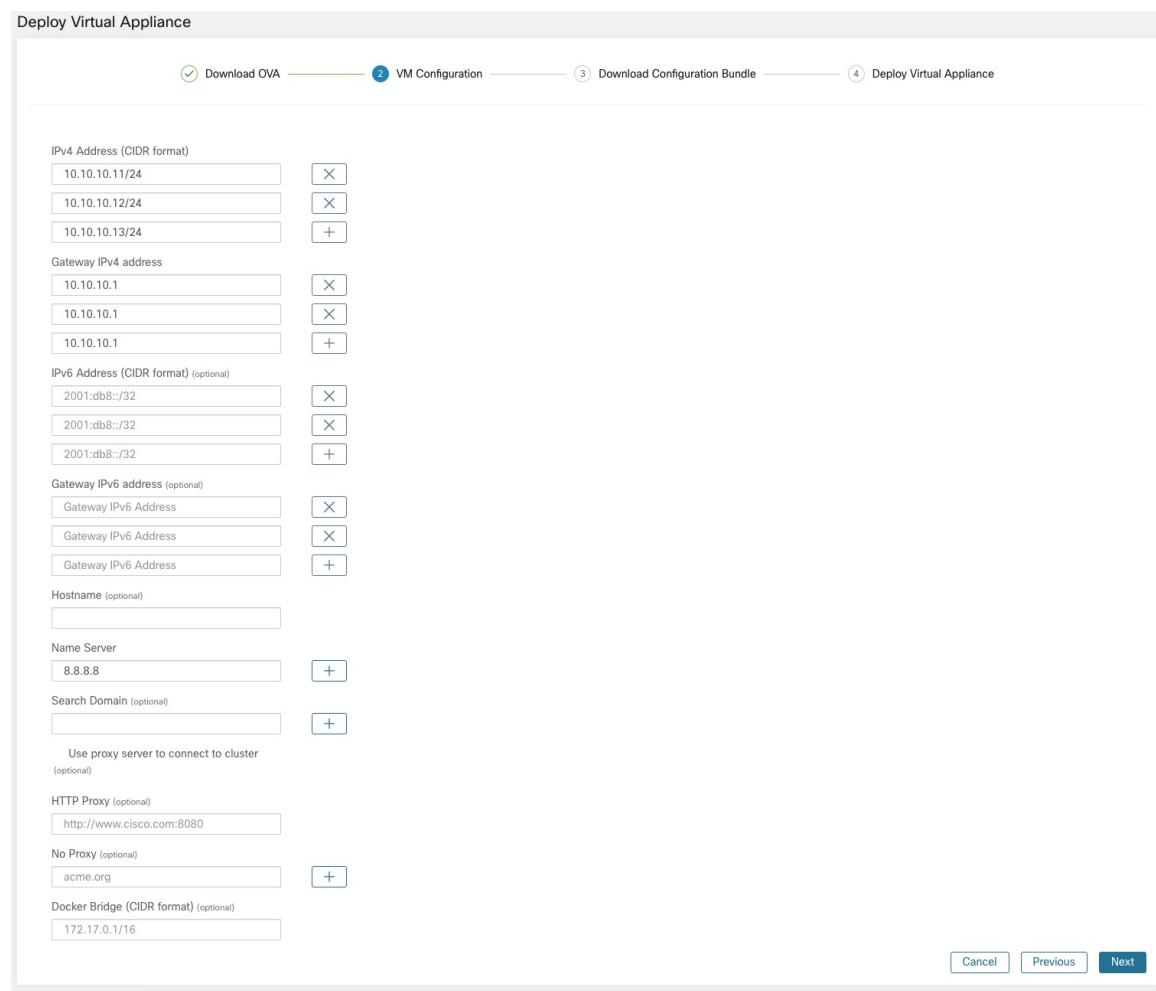 Deploy Virtual Appliance
Download OVA
2 VM Configuration
3 Download Configuration Bundle
4 Deploy Virtual Appliance
IPv4 Address (CIDR format)
10.10.10.11/24
10.10.10.12/24
10.10.10.13/24
Gateway IPv4 address
10.10.10.1
10.10.10.1
10.10.10.1
IPv6 Address (CIDR format) (optional)
2001:db8::/32
2001:db8::/32
2001:db8::/32
Gateway IPv6 address (optional)
Gateway IPv6 Address
Gateway IPv6 Address
Gateway IPv6 Address
Hostname (optional)
Name Server
8.8.8.8
Search Domain (optional)
Use proxy server to connect to cluster
(optional)
HTTP Proxy (optional)
http://www.cisco.com:8080
No Proxy (optional)
acme.org
Docker Bridge (CIDR format) (optional)
172.17.0.1/16
Cancel
Previous
Next